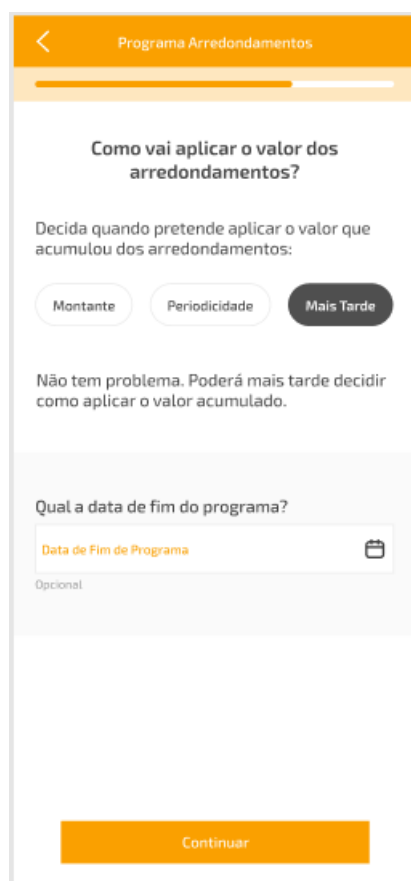 Programa Arredondamentos
Como vai aplicar o valor dos
arredondamentos?
Decida quando pretende aplicar o valor que
acumulou dos arredondamentos:
Montante
Periodicidade
Mais Tarde
Não tem problema. Poderá mais tarde decidir
como aplicar o valor acumulado.
Qual a data de fim do programa?
Data de Fim de Programa
Opcional
Continuar